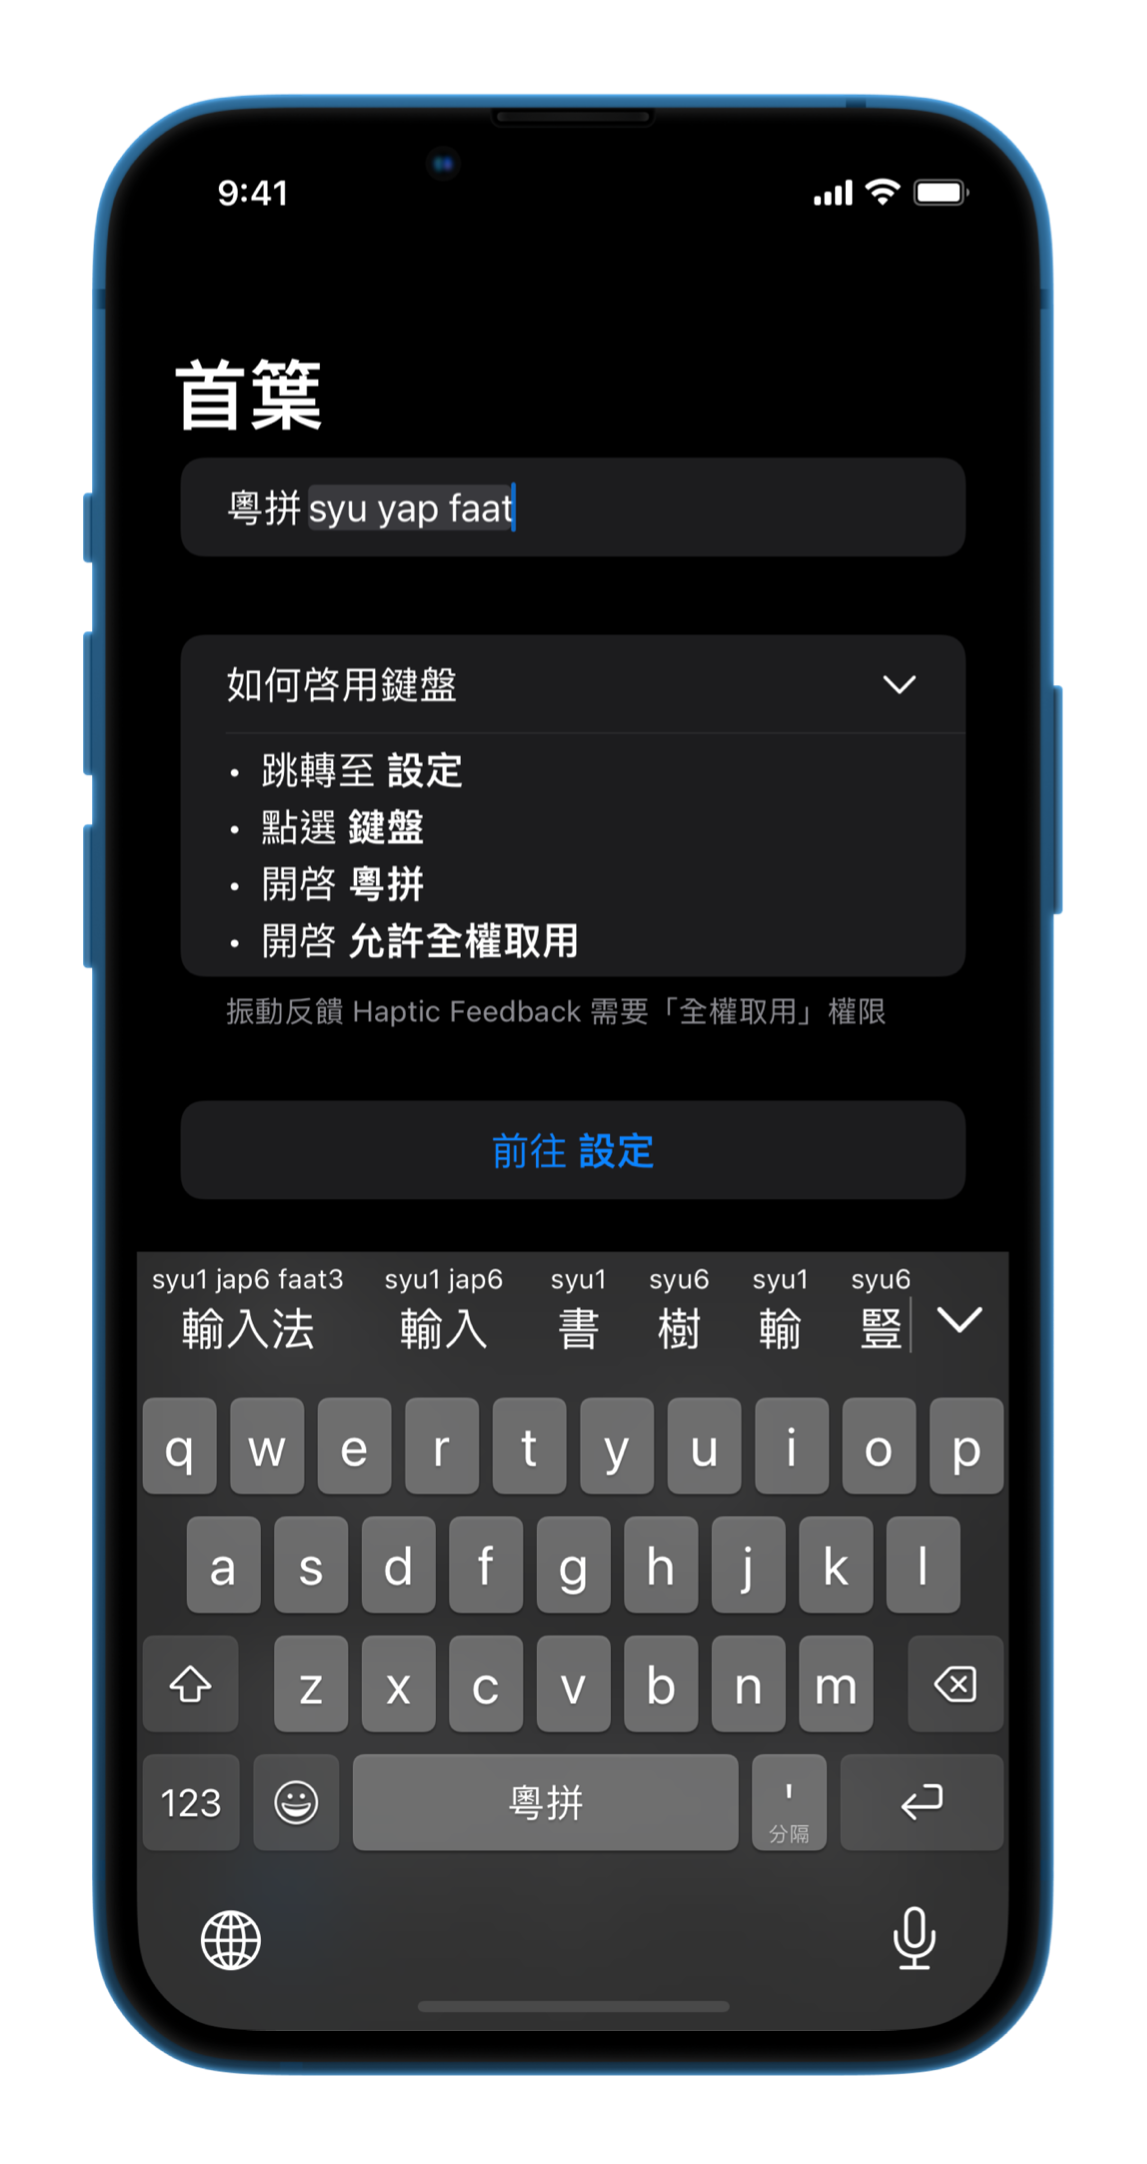 9:41
首葉
粵拼 syu yap faat
如何啓用鍵盤
• 跳轉至 設定
• 點選 鍵盤
• 開啓 粵拼
• 開啓 允許全權取用
振動反饋 Haptic Feedback 需要「全權取用」權限
前往 設定
syu1 jap6 faat3 syu1 jap6 syu1 syu6 syu1 syu6
輸入法 輸入 書 樹 輸 豎
q w e r t y u i o p
a s d f g h j k l
z x c v b n m
123 粵拼 '
分隔